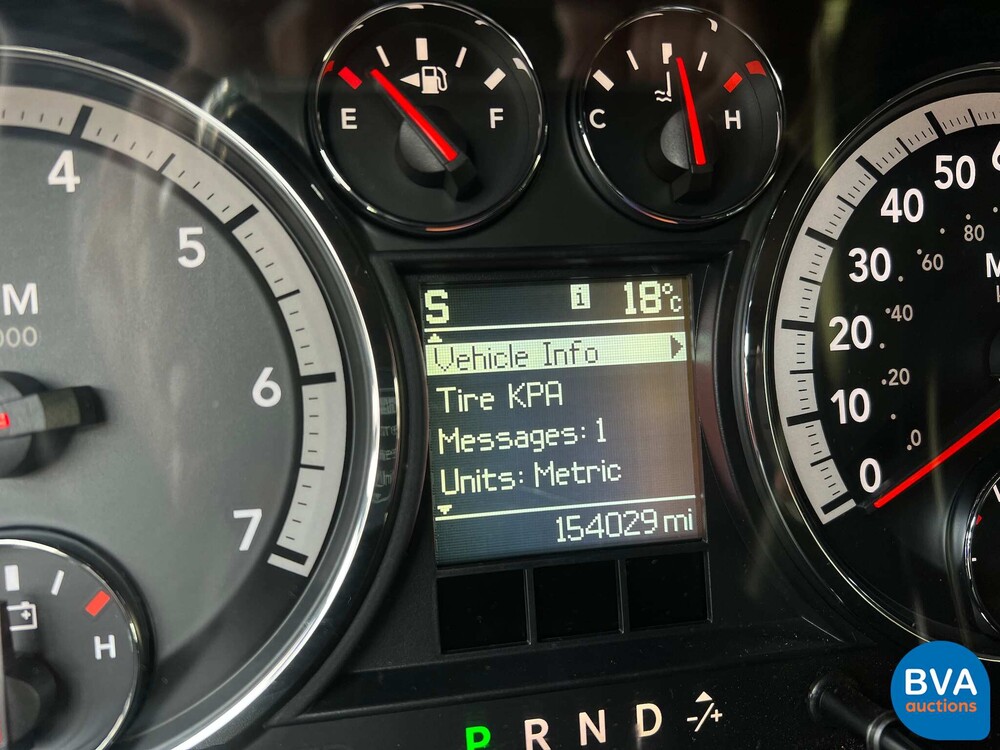 E F
C H
4
5
6
7
M
000
H
S i 18°C
Vehicle Info
Tire KPA
Messages: 1
Units: Metric
154029 mi
50
40
80
30
60
20
40
10
20
0
0
M
P R N D -/+
BVA
auctions